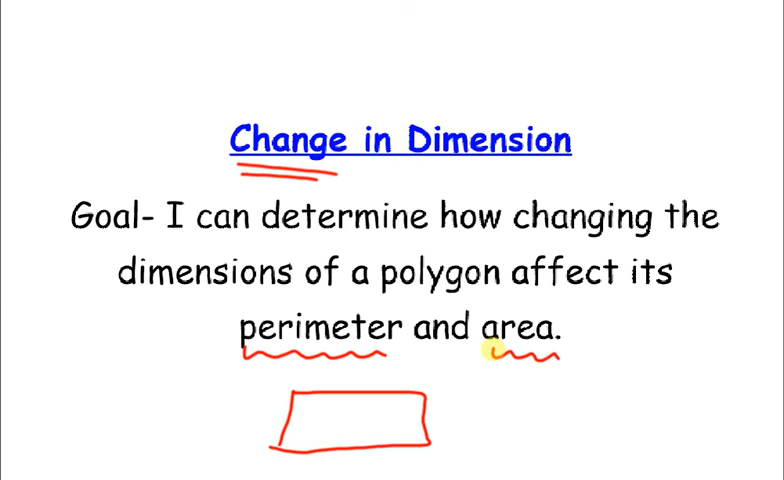 Change in Dimension
Goal- I can determine how changing the
dimensions of a polygon affect its
perimeter and area.